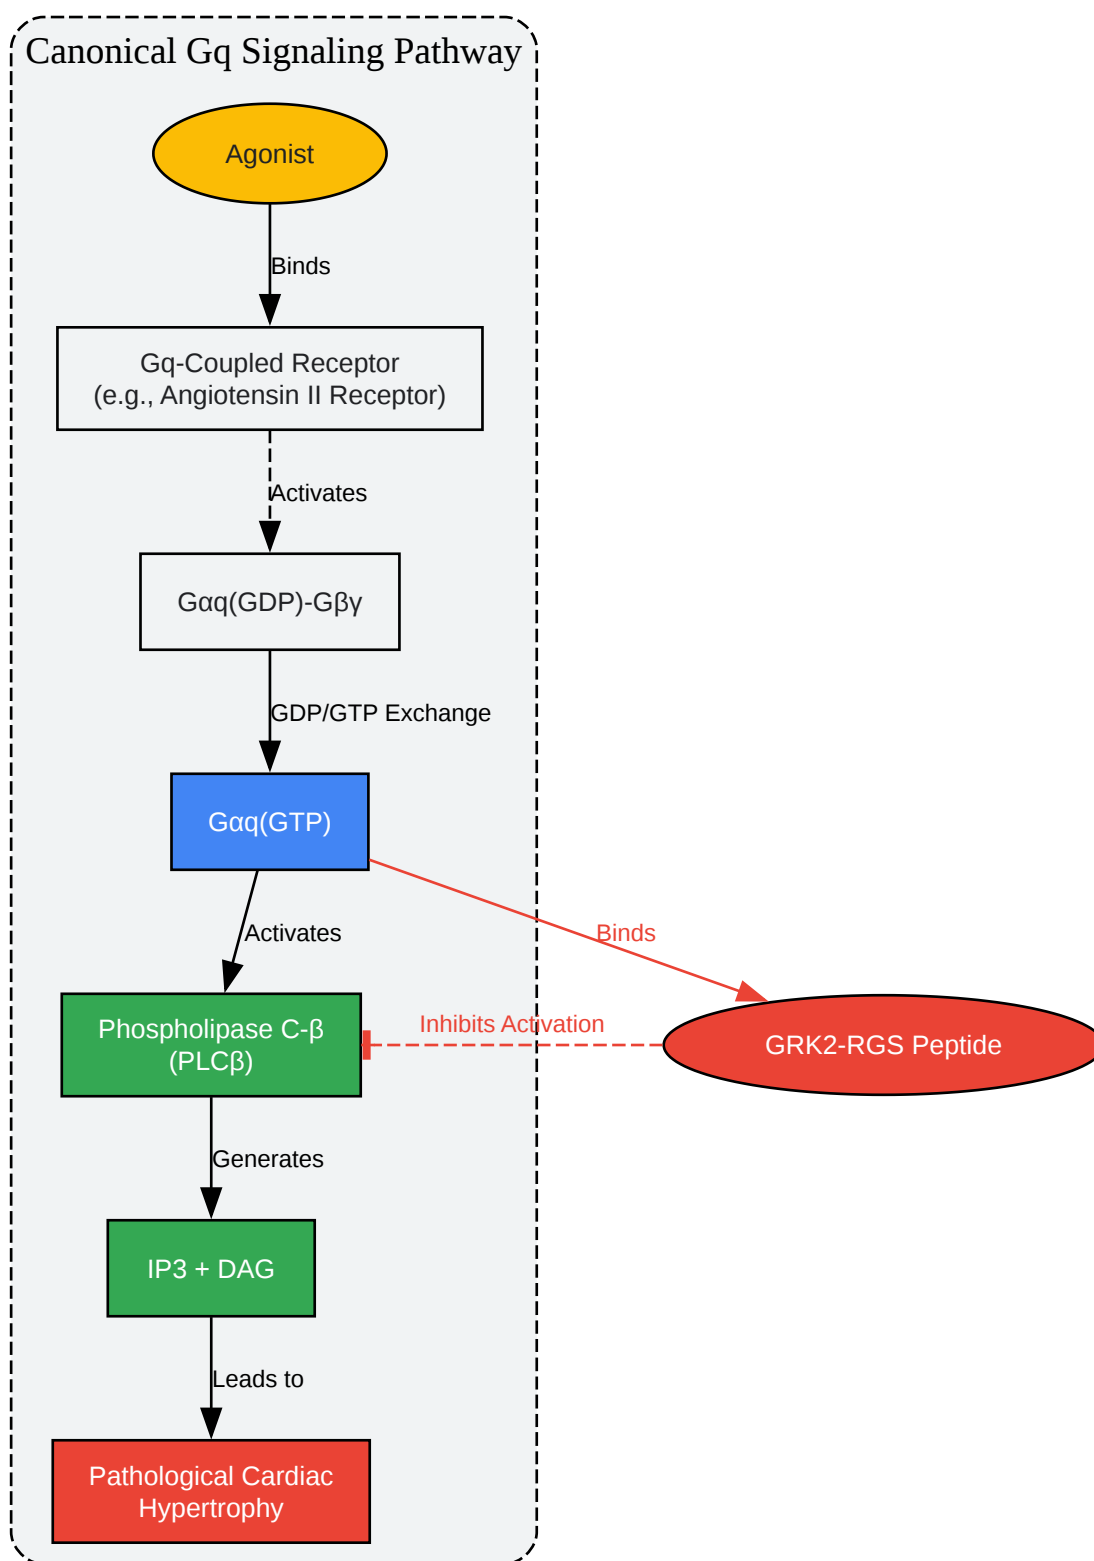 Canonical Gq Signaling Pathway
Agonist
Binds
Gq-Coupled Receptor
(e.g., Angiotensin II Receptor)
Activates
Gαq(GDP)-Gβγ
GDP/GTP Exchange
Gαq(GTP)
Activates
Binds
Inhibits Activation
Phospholipase C-β
(PLCβ)
GRK2-RGS Peptide
Generates
IP3 + DAG
Leads to
Pathological Cardiac
Hypertrophy